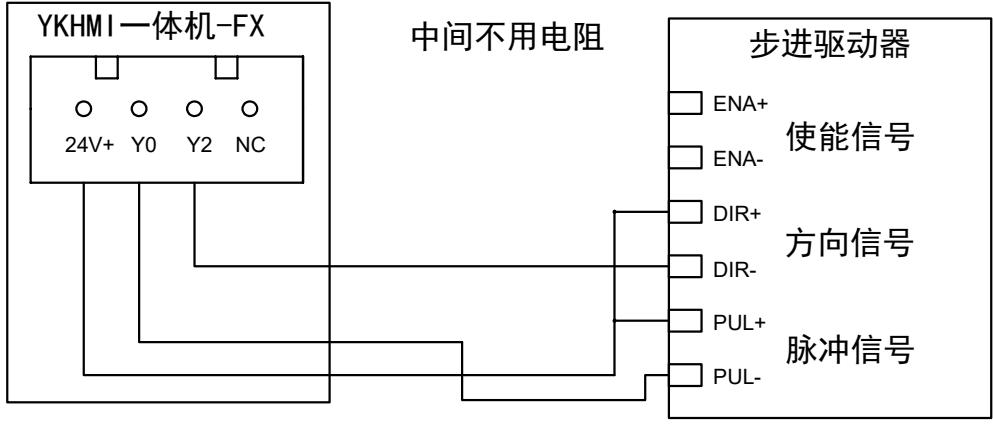 YKHMI一体机-FX
24V+ Y0 Y2 NC
中间不用电阻
步进驱动器
ENA+
使能信号
ENA-
DIR+
方向信号
DIR-
PUL+
脉冲信号
PUL-